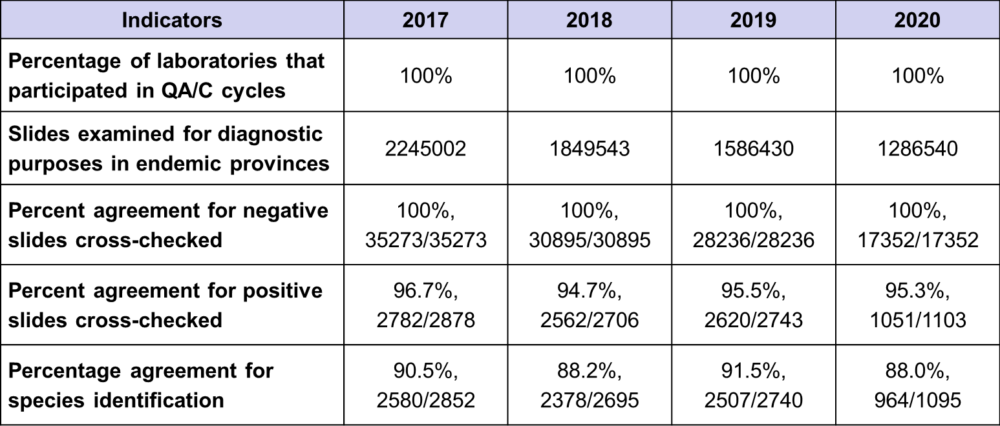 Indicators 2017 2018 2019 2020
Percentage of laboratories that
participated in QA/C cycles
100% 100% 100% 100%
Slides examined for diagnostic
purposes in endemic provinces
2245002 1849543 1586430 1286540
Percent agreement for negative
slides cross-checked
100%, 100%, 100%, 100%,
35273/35273 30895/30895 28236/28236 17352/17352
Percent agreement for positive
slides cross-checked
96.7%, 94.7%, 95.5%, 95.3%,
2782/2878 2562/2706 2620/2743 1051/1103
Percentage agreement for
species identification
90.5%, 88.2%, 91.5%, 88.0%,
2580/2852 2378/2695 2507/2740 964/1095